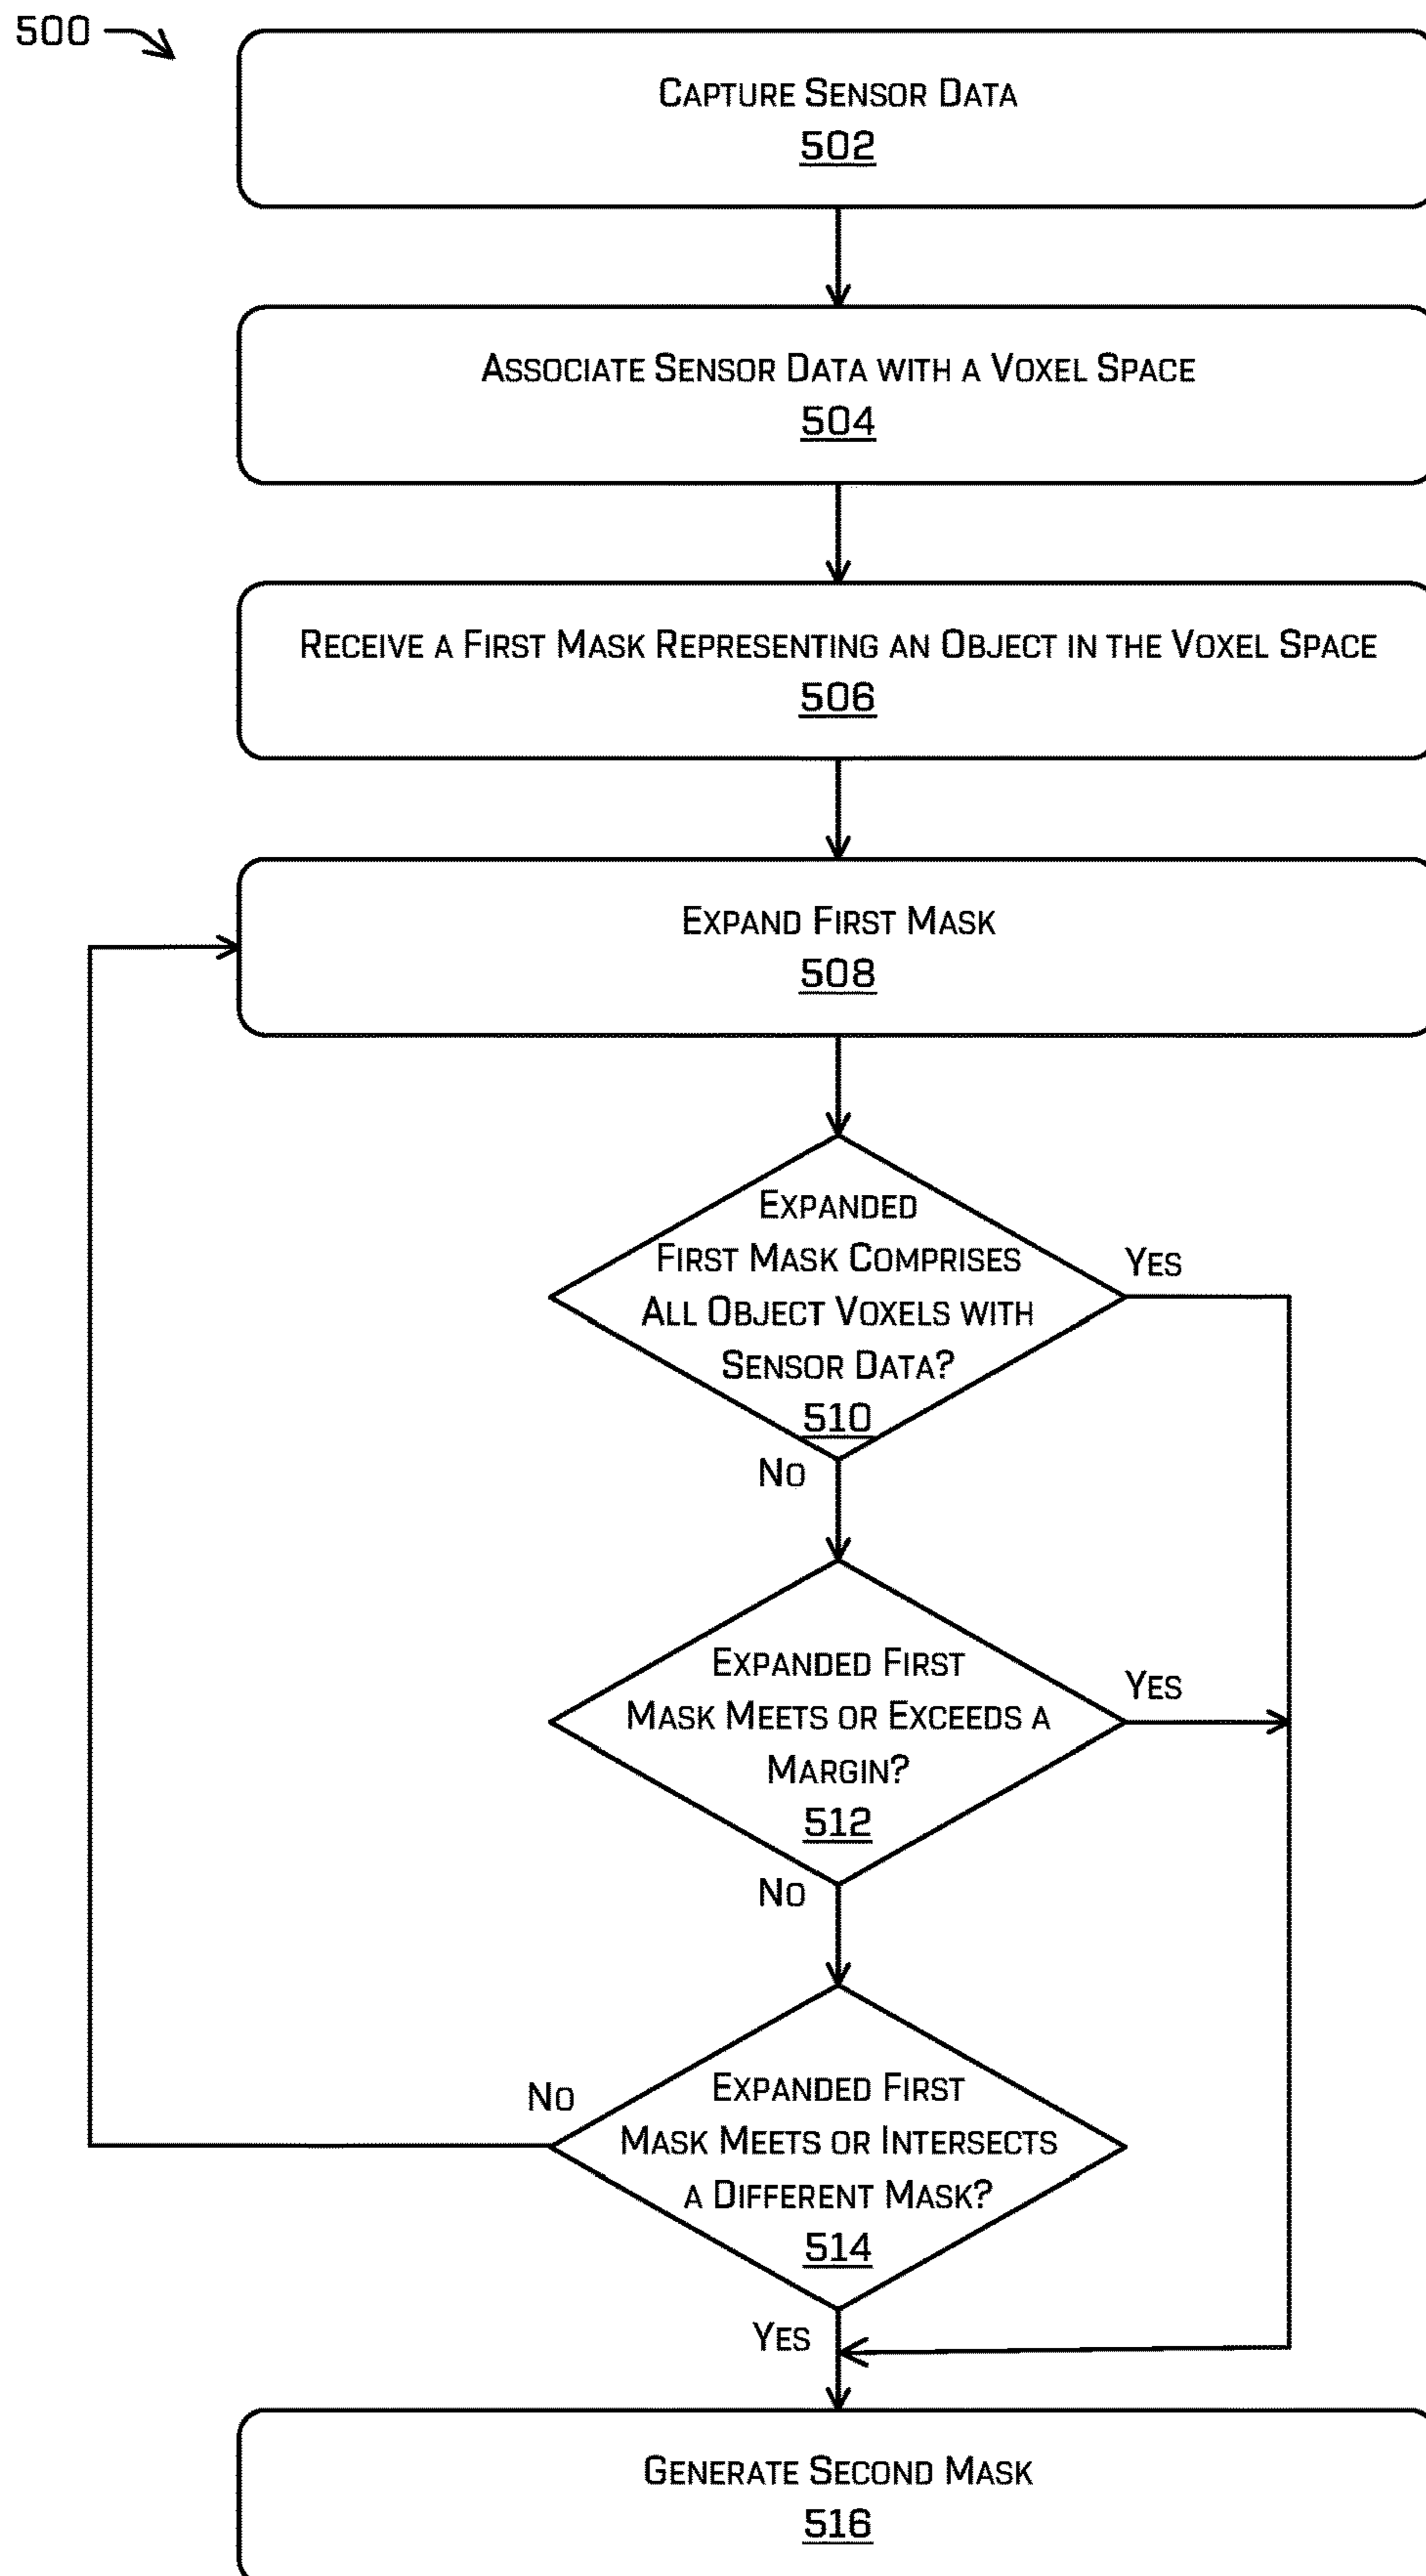 500
Capture Sensor Data
502
Associate Sensor Data with a Voxel Space
504
Receive a First Mask Representing an Object in the Voxel Space
506
Expand First Mask
508
Expanded
First Mask Comprises
All Object Voxels with
Sensor Data?
510
Yes
No
Expanded First
Mask Meets or Exceeds a
Margin?
512
Yes
No
Expanded First
Mask Meets or Intersects
a Different Mask?
514
No
Yes
Generate Second Mask
516